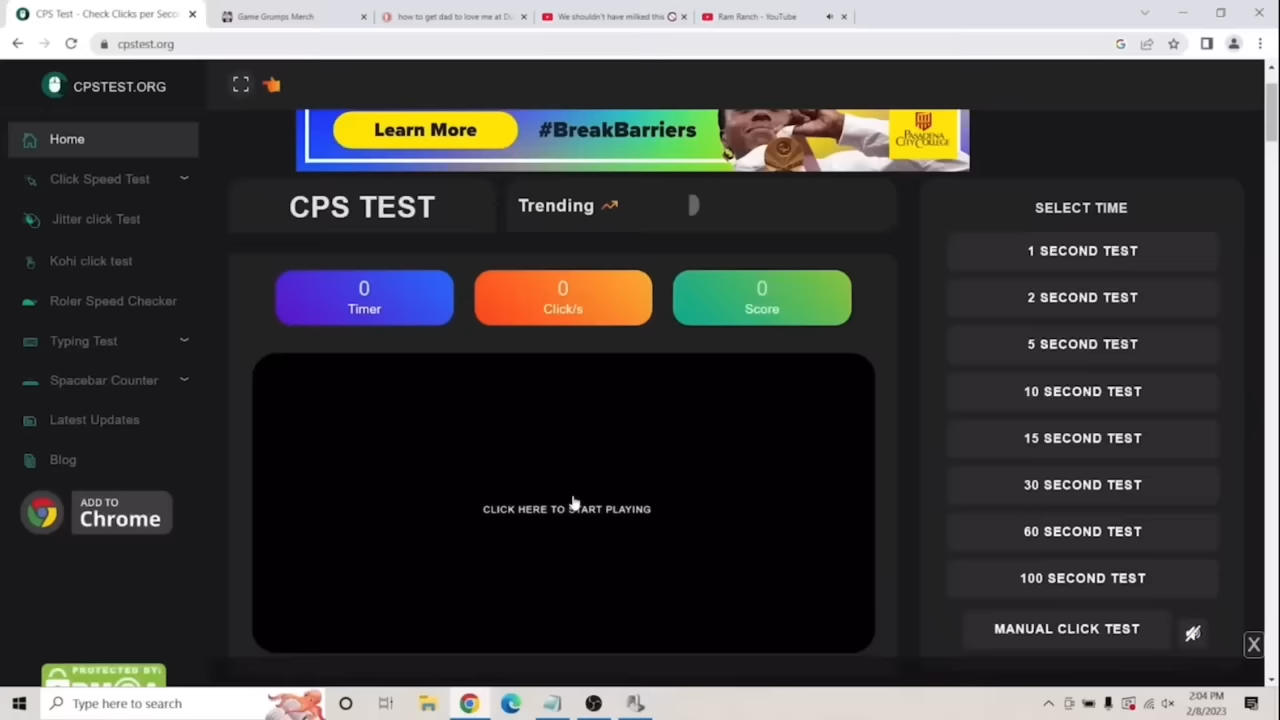 CPS Test - Check Clicks per Seco
Game Grumps Merch
how to get dad to love me at Du
We shouldn't have milked this
Ram Ranch - YouTube
cpstest.org
CPSTEST.ORG
Learn More
#BreakBarriers
PASADENA
CITY COLLEGE
Home
Click Speed Test
Jitter click Test
Kohi click test
Roler Speed Checker
Typing Test
Spacebar Counter
Latest Updates
Blog
ADD TO
Chrome
PROTECTED BY:
CPS TEST
Trending
0
Timer
0
Click/s
0
Score
CLICK HERE TO START PLAYING
SELECT TIME
1 SECOND TEST
2 SECOND TEST
5 SECOND TEST
10 SECOND TEST
15 SECOND TEST
30 SECOND TEST
60 SECOND TEST
100 SECOND TEST
MANUAL CLICK TEST
X
Type here to search
2:04 PM
2/8/2023